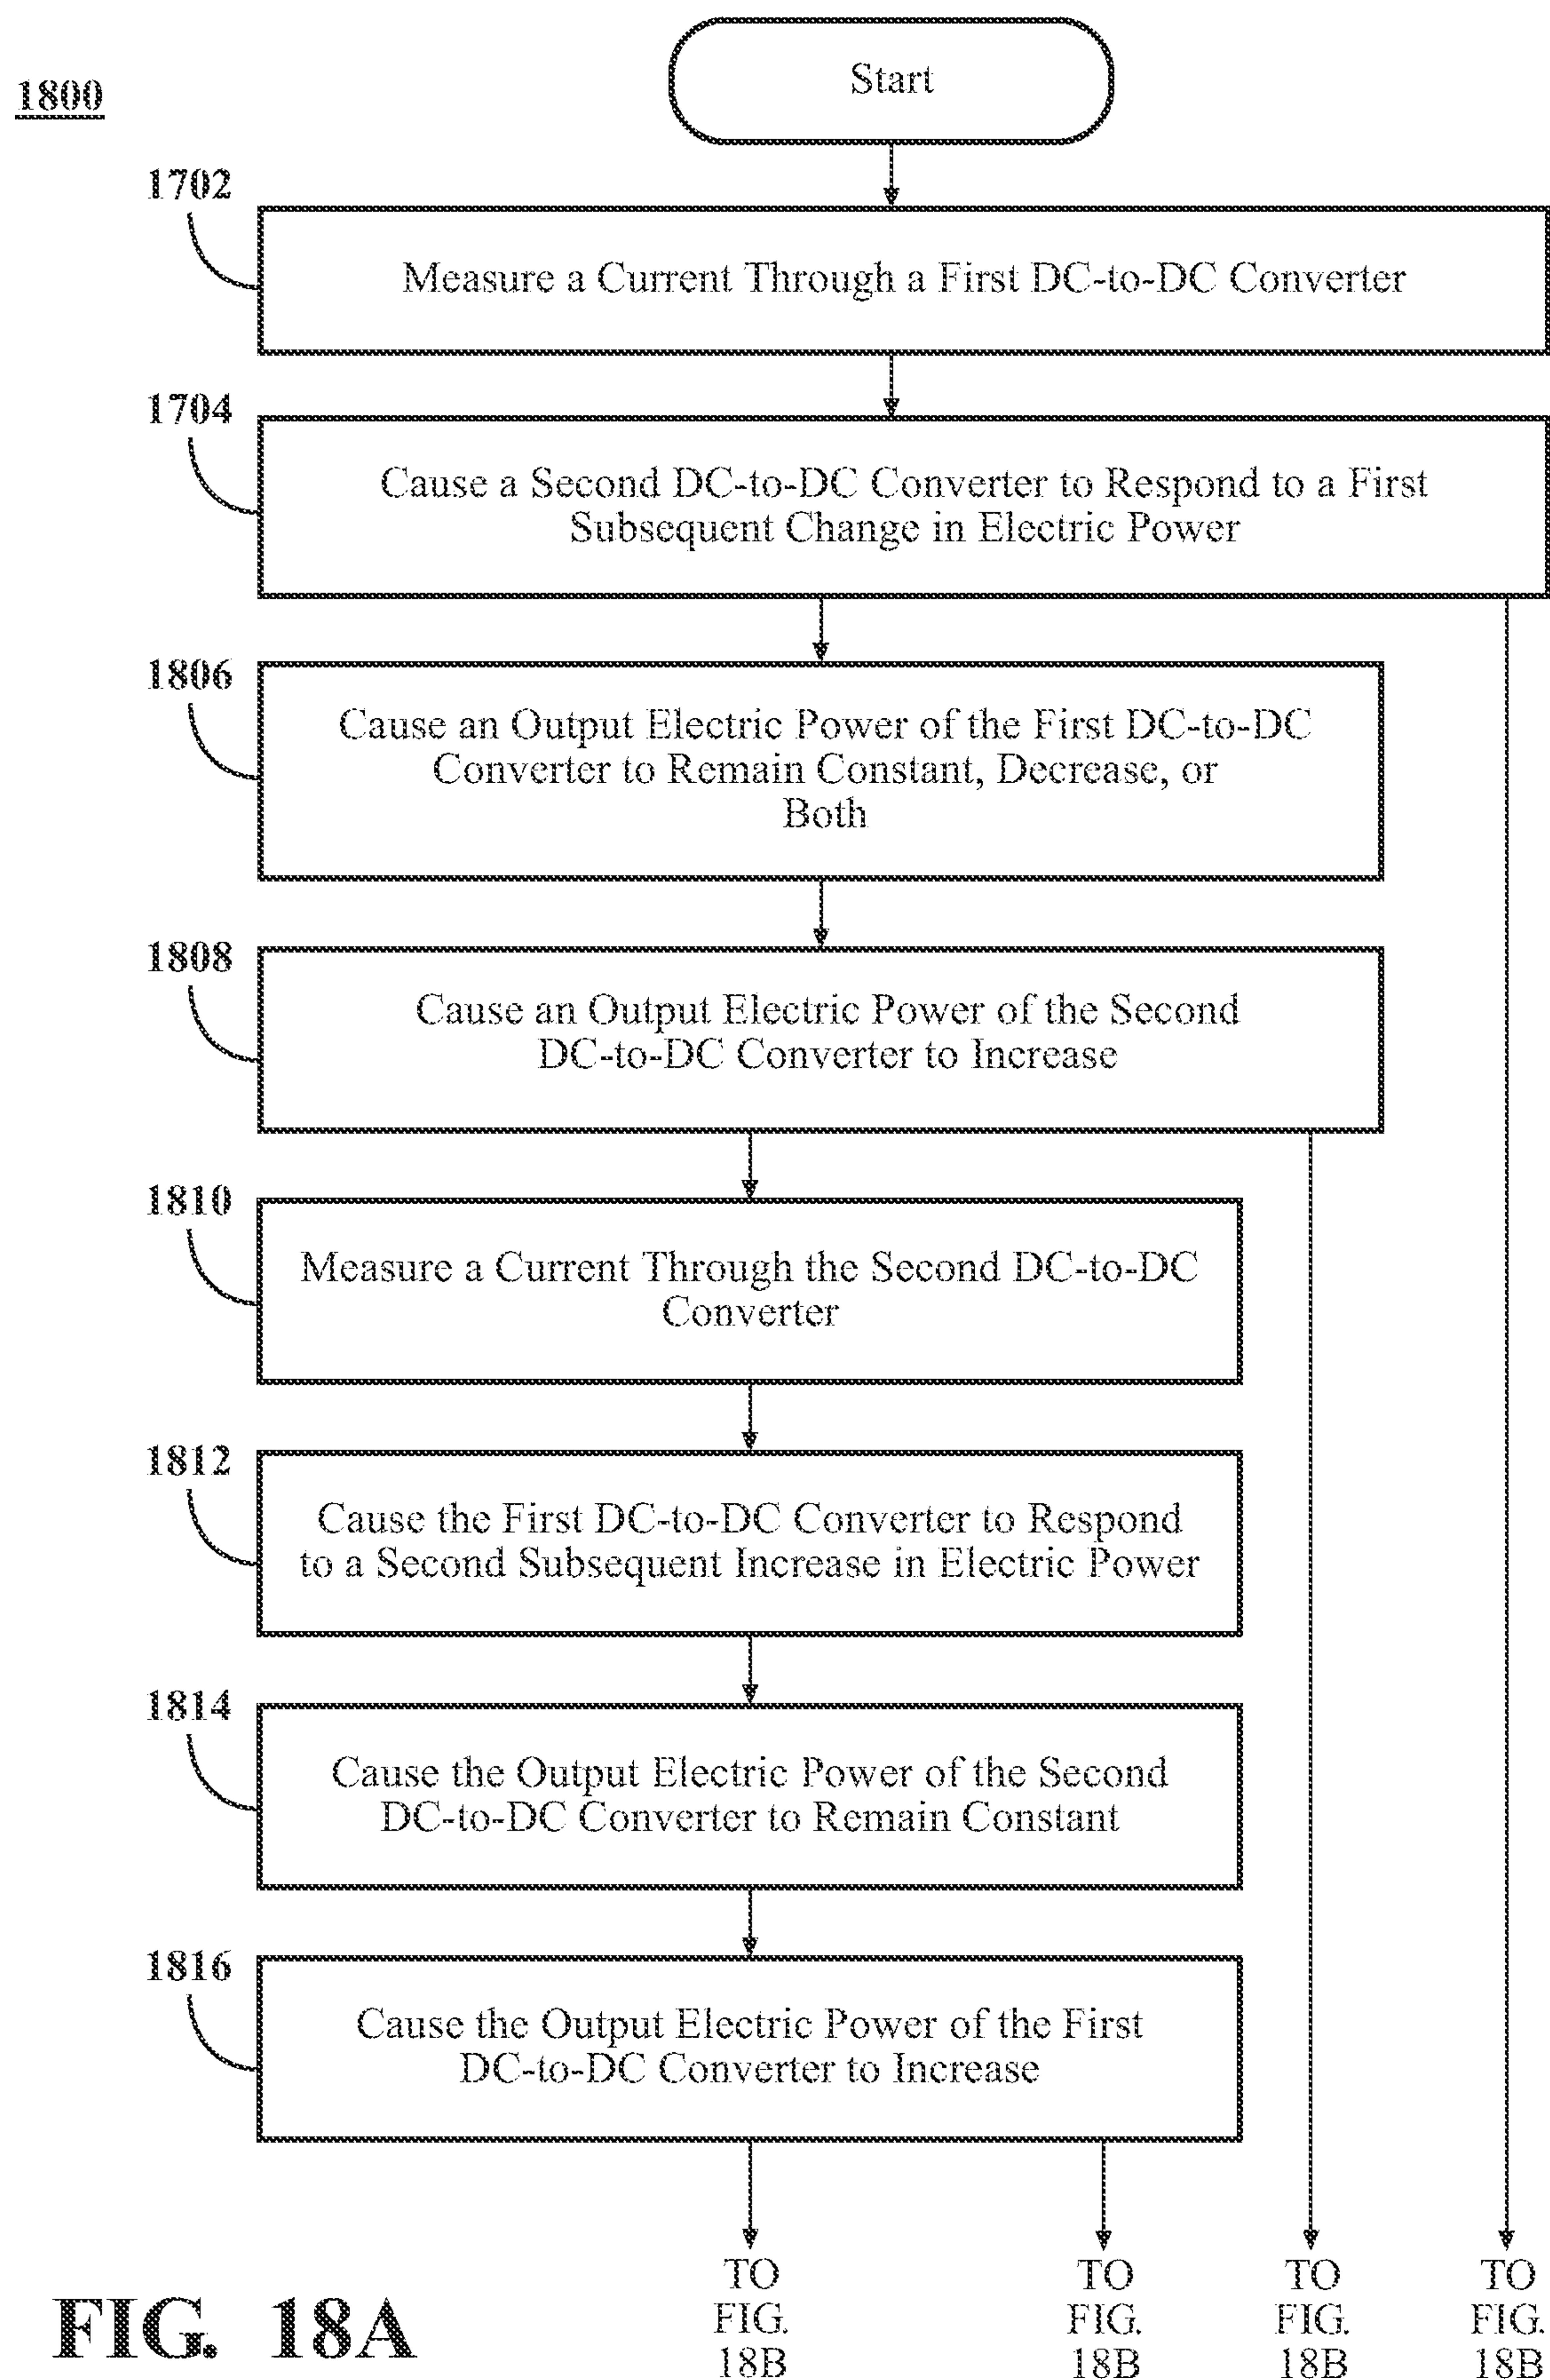 Start
1800
1702
Measure a Current Through a First DC-to-DC Converter
1704
Cause a Second DC-to-DC Converter to Respond to a First
Subsequent Change in Electric Power
1806
Cause an Output Electric Power of the First DC-to-DC
Converter to Remain Constant, Decrease, or
Both
1808
Cause an Output Electric Power of the Second
DC-to-DC Converter to Increase
1810
Measure a Current Through the Second DC-to-DC
Converter
1812
Cause the First DC-to-DC Converter to Respond
to a Second Subsequent Increase in Electric Power
1814
Cause the Output Electric Power of the Second
DC-to-DC Converter to Remain Constant
1816
Cause the Output Electric Power of the First
DC-to-DC Converter to Increase
TO
FIG.
18B
TO
FIG.
18B
TO
FIG.
18B
TO
FIG.
18B
FIG. 18A